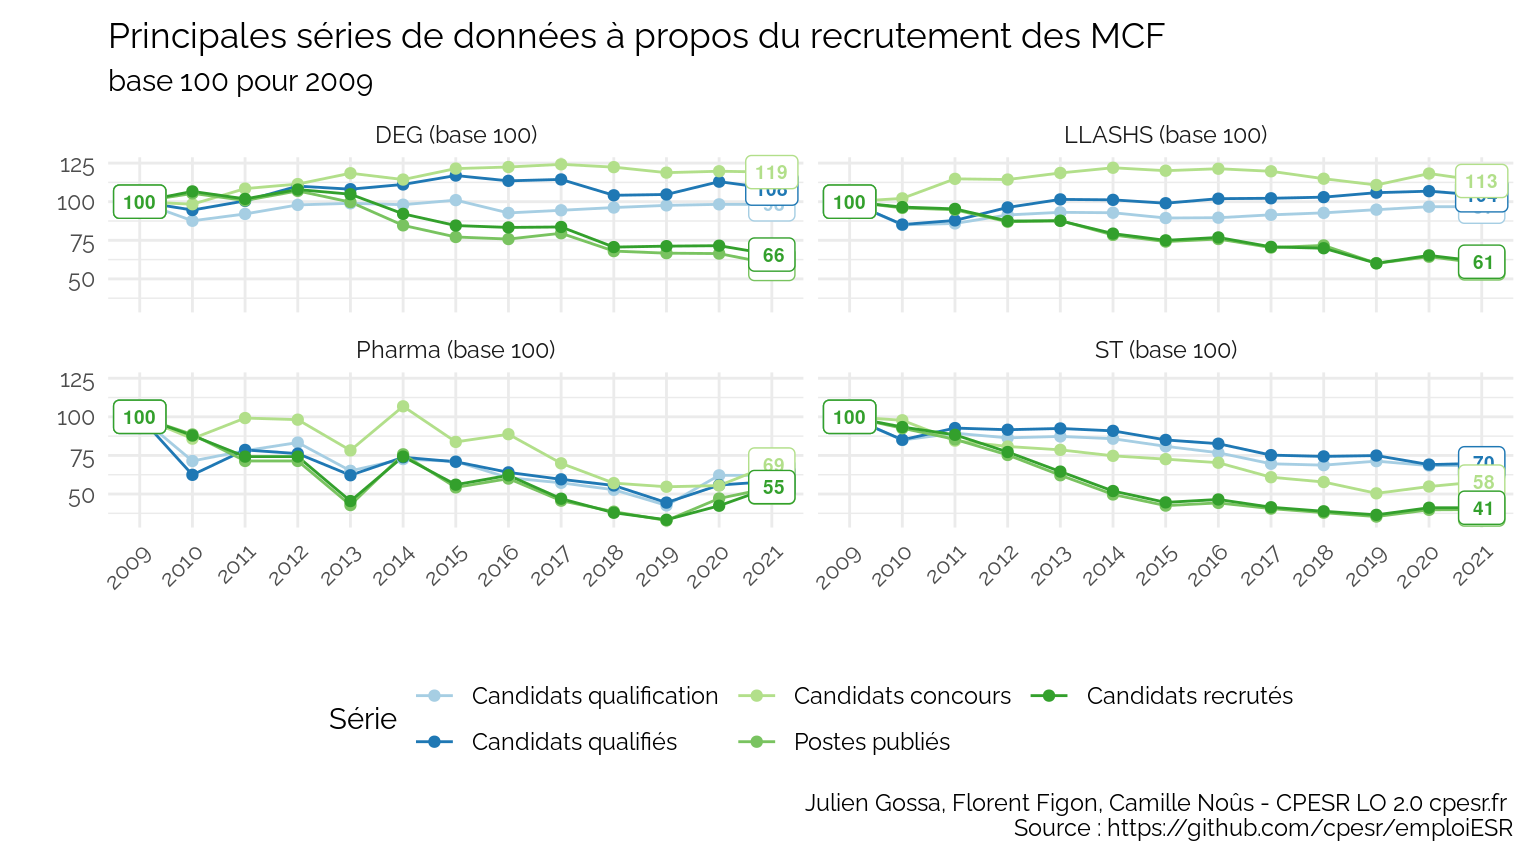 Principales séries de données à propos du recrutement des MCF
base 100 pour 2009
DEG (base 100)
LLASHS (base 100)
125
100
75
50
100
119
108
98
66
100
113
104
61
Pharma (base 100)
ST (base 100)
125
100
75
50
100
69
55
100
70
58
41
2009 2010 2011 2012 2013 2014 2015 2016 2017 2018 2019 2020 2021
2009 2010 2011 2012 2013 2014 2015 2016 2017 2018 2019 2020 2021
Série
Candidats qualification
Candidats concours
Candidats recrutés
Candidats qualifiés
Postes publiés
Julien Gossa, Florent Figon, Camille Noûs - CPESR LO 2.0 cpesr.fr
Source : https://github.com/cpesr/emploiESR